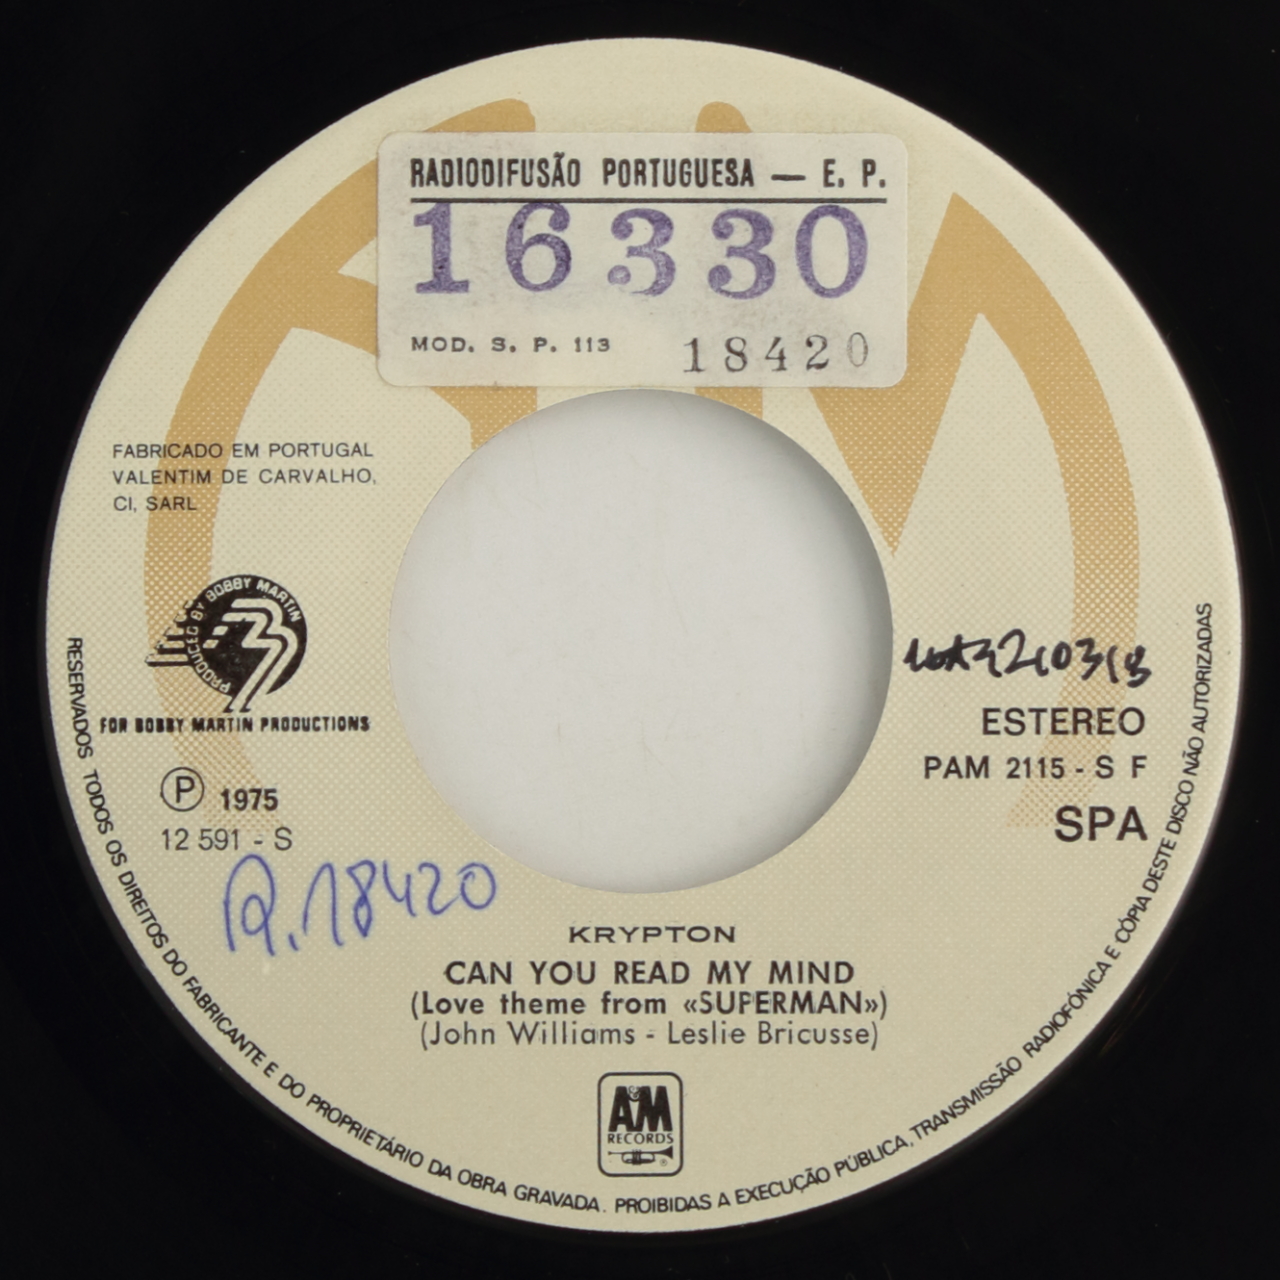 RADIODIFUSÃO PORTUGUESA — E. P.
16330
MOD. S. P. 113 18420
FABRICADO EM PORTUGAL
VALENTIM DE CARVALHO,
CI, SARL
PRODUCED BY BOBBY MARTIN
FOR BOBBY MARTIN PRODUCTIONS
Ⓟ 1975
12 591 - S
R. 18420
ESTEREO
PAM 2115 - S F
SPA
KRYPTON
CAN YOU READ MY MIND
(Love theme from «SUPERMAN»)
(John Williams - Leslie Bricusse)
A&M
RECORDS
®
RESERVADOS TODOS OS DIREITOS DO FABRICANTE E DO PROPRIETÁRIO DA OBRA GRAVADA. PROIBIDAS A EXECUÇÃO PÚBLICA, TRANSMISSÃO RADIOFÓNICA E CÓPIA DESTE DISCO NÃO AUTORIZADAS